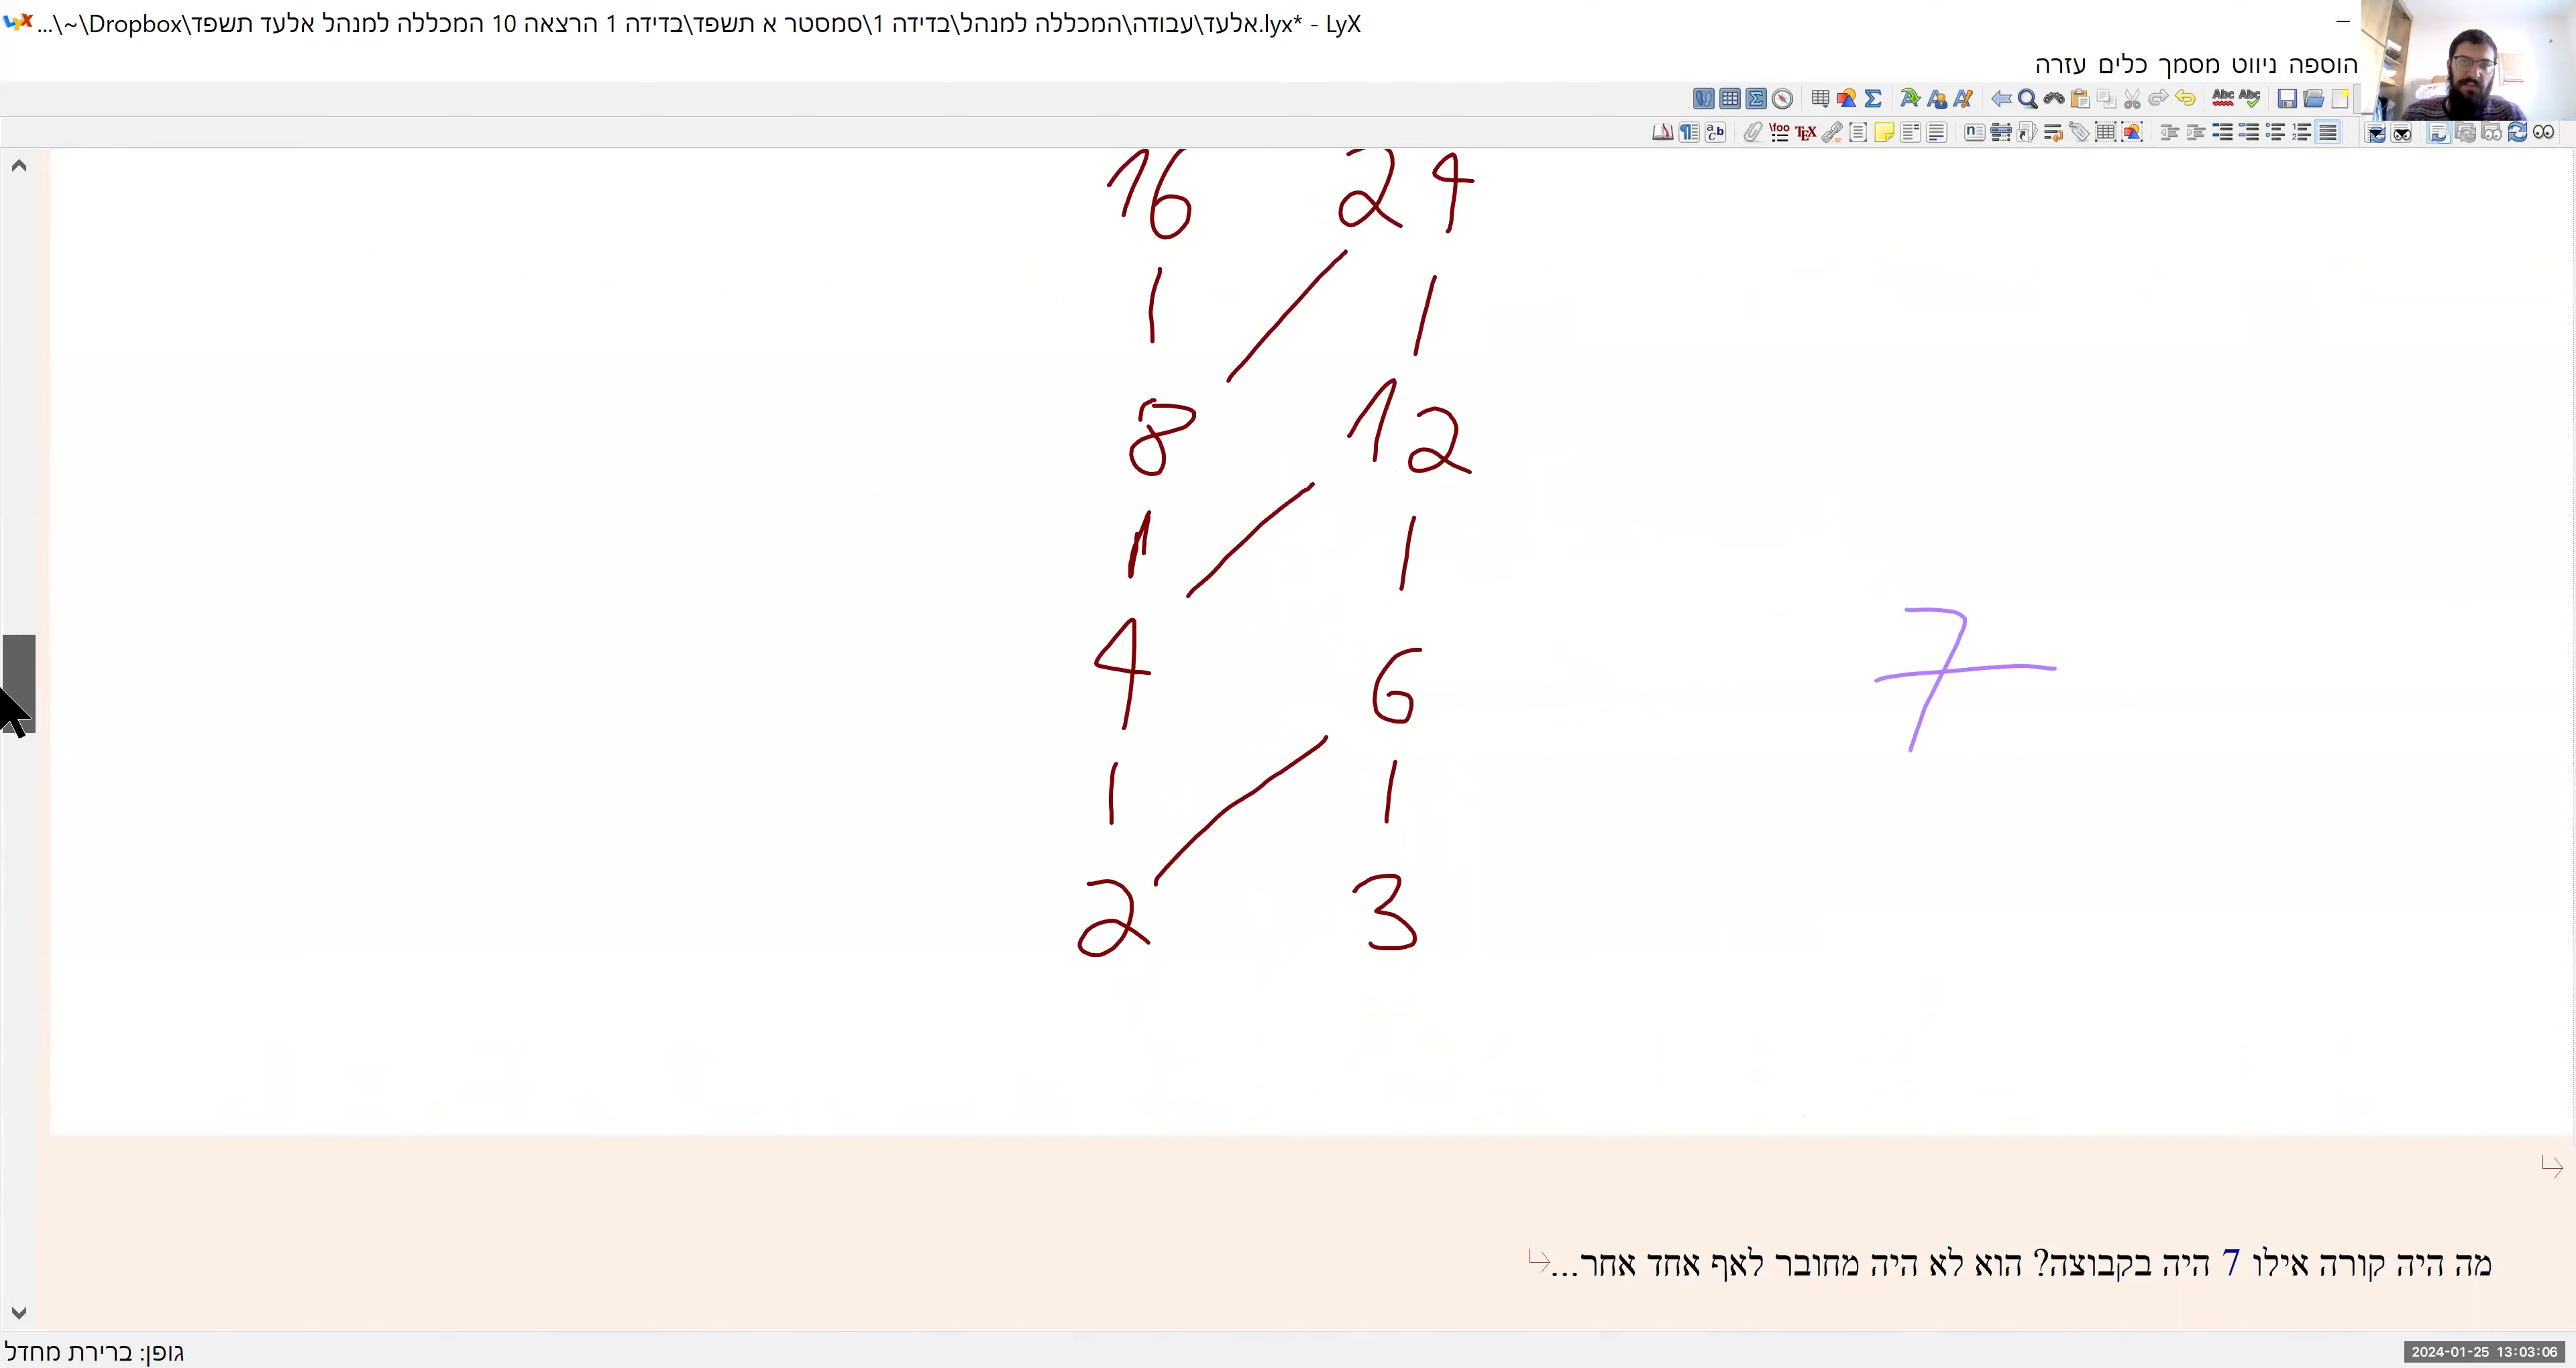 ...\~\Dropbox\אלעד\עבודה\המכללה למנהל\בדידה 1\סמסטר א תשפד\בדידה 1 הרצאה 10 המכללה למנהל אלעד תשפד.lyx* - LyX
הוספה ניווט מסמך כלים עזרה
16 24
8 12
4 6
7
2 3
מה היה קורה אילו 7 היה בקבוצה? הוא לא היה מחובר לאף אחד אחר...
גופן: ברירת מחדל
2024-01-25 13:03:06